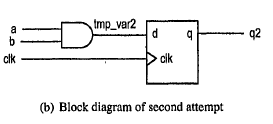 tmp_var2
a
b
d q
q2
clk
clk
(b) Block diagram of second attempt